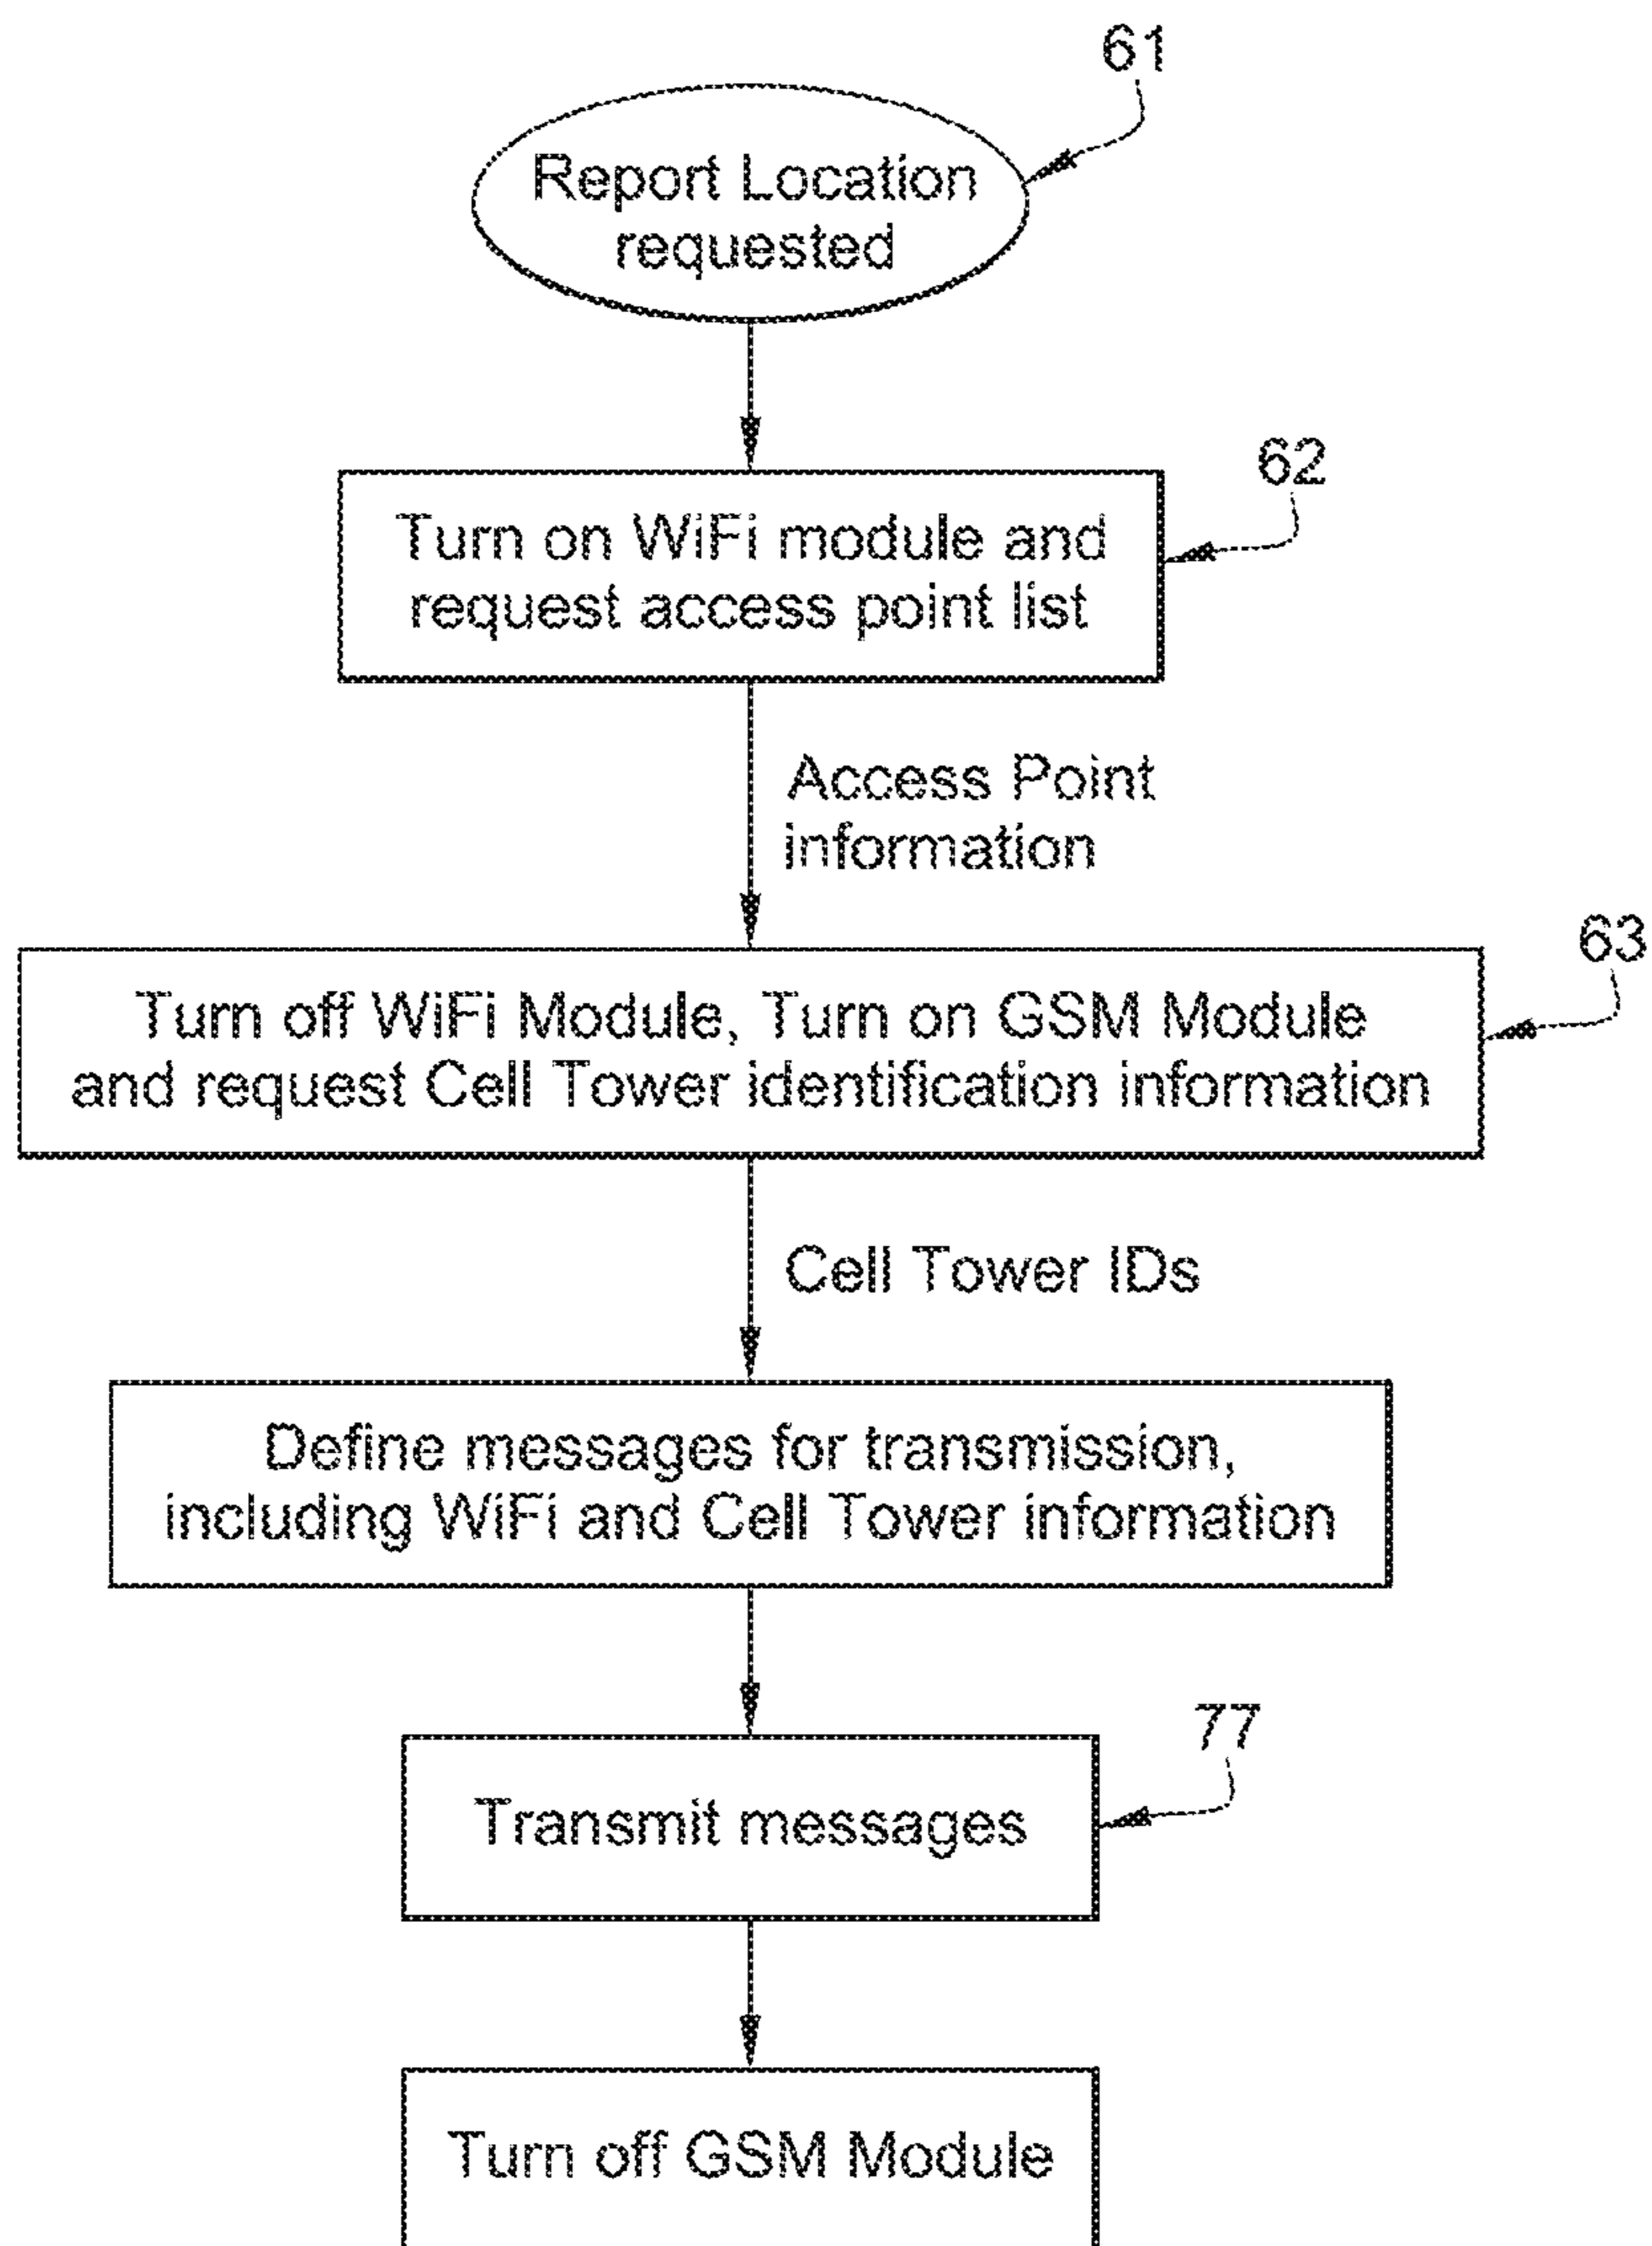 61
Report Location
requested
62
Turn on WiFi module and
request access point list
Access Point
information
63
Turn off WiFi Module, Turn on GSM Module
and request Cell Tower identification information
Cell Tower IDs
Define messages for transmission,
including WiFi and Cell Tower information
77
Transmit messages
Turn off GSM Module